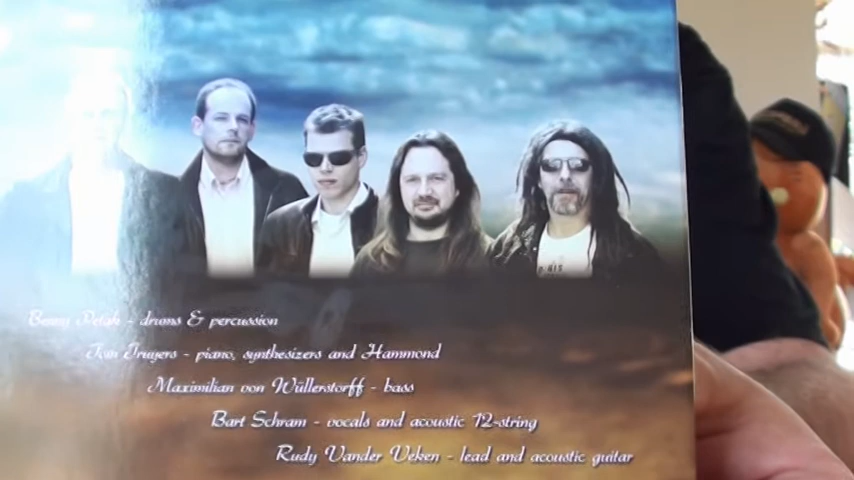 Benny Petak - drums & percussion
Tom Truyers - piano, synthesizers and Hammond
Maximilian von Wüllerstorff - bass
Bart Schram - vocals and acoustic 12-string
Rudy Vander Veken - lead and acoustic guitar